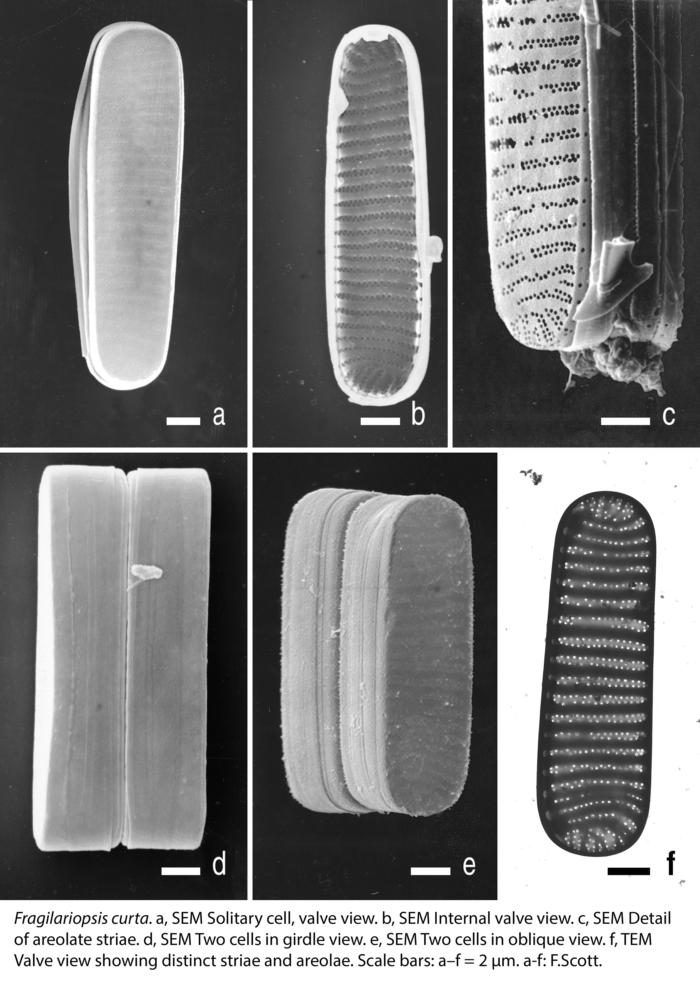 a
b
c
d
e
f
Fragilariopsis curta. a, SEM Solitary cell, valve view. b, SEM Internal valve view. c, SEM Detail
of areolate striae. d, SEM Two cells in girdle view. e, SEM Two cells in oblique view. f, TEM
Valve view showing distinct striae and areolae. Scale bars: a–f = 2 µm. a-f: F.Scott.